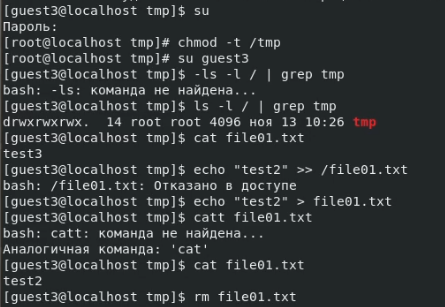 [guest3@localhost tmp]$ su
Пароль:
[root@localhost tmp]# chmod -t /tmp
[root@localhost tmp]# su guest3
[guest3@localhost tmp]$ -ls -l / | grep tmp
bash: -ls: команда не найдена...
[guest3@localhost tmp]$ ls -l / | grep tmp
drwxrwxrwx.  14 root root 4096 ноя 13 10:26 tmp
[guest3@localhost tmp]$ cat file01.txt
test3
[guest3@localhost tmp]$ echo "test2" >> /file01.txt
bash: /file01.txt: Отказано в доступе
[guest3@localhost tmp]$ echo "test2" > file01.txt
[guest3@localhost tmp]$ catt file01.txt
bash: catt: команда не найдена...
Аналогичная команда: 'cat'
[guest3@localhost tmp]$ cat file01.txt
test2
[guest3@localhost tmp]$ rm file01.txt